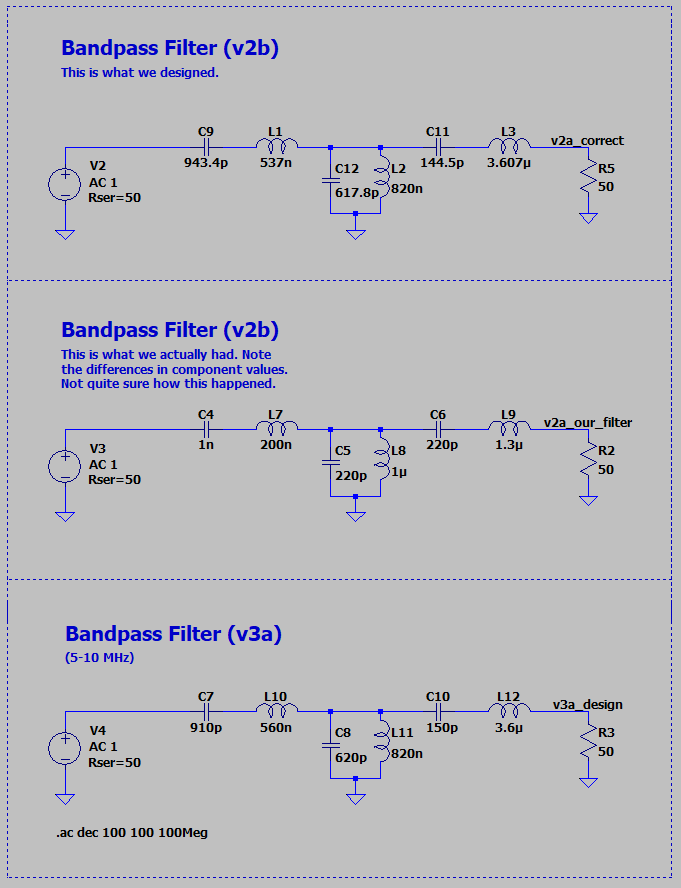 Bandpass Filter (v2b)
This is what we designed.
C9
L1
C11
L3
v2a_correct
943.4p
537n
144.5p
3.607µ
V2
AC 1
Rser=50
C12
617.8p
L2
820n
R5
50
Bandpass Filter (v2b)
This is what we actually had. Note
the differences in component values.
Not quite sure how this happened.
C4
L7
C6
L9
v2a_our_filter
1n
200n
220p
1.3µ
V3
AC 1
Rser=50
C5
220p
L8
1µ
R2
50
Bandpass Filter (v3a)
(5-10 MHz)
C7
L10
C10
L12
v3a_design
910p
560n
150p
3.6µ
V4
AC 1
Rser=50
C8
620p
L11
820n
R3
50
.ac dec 100 100 100Meg